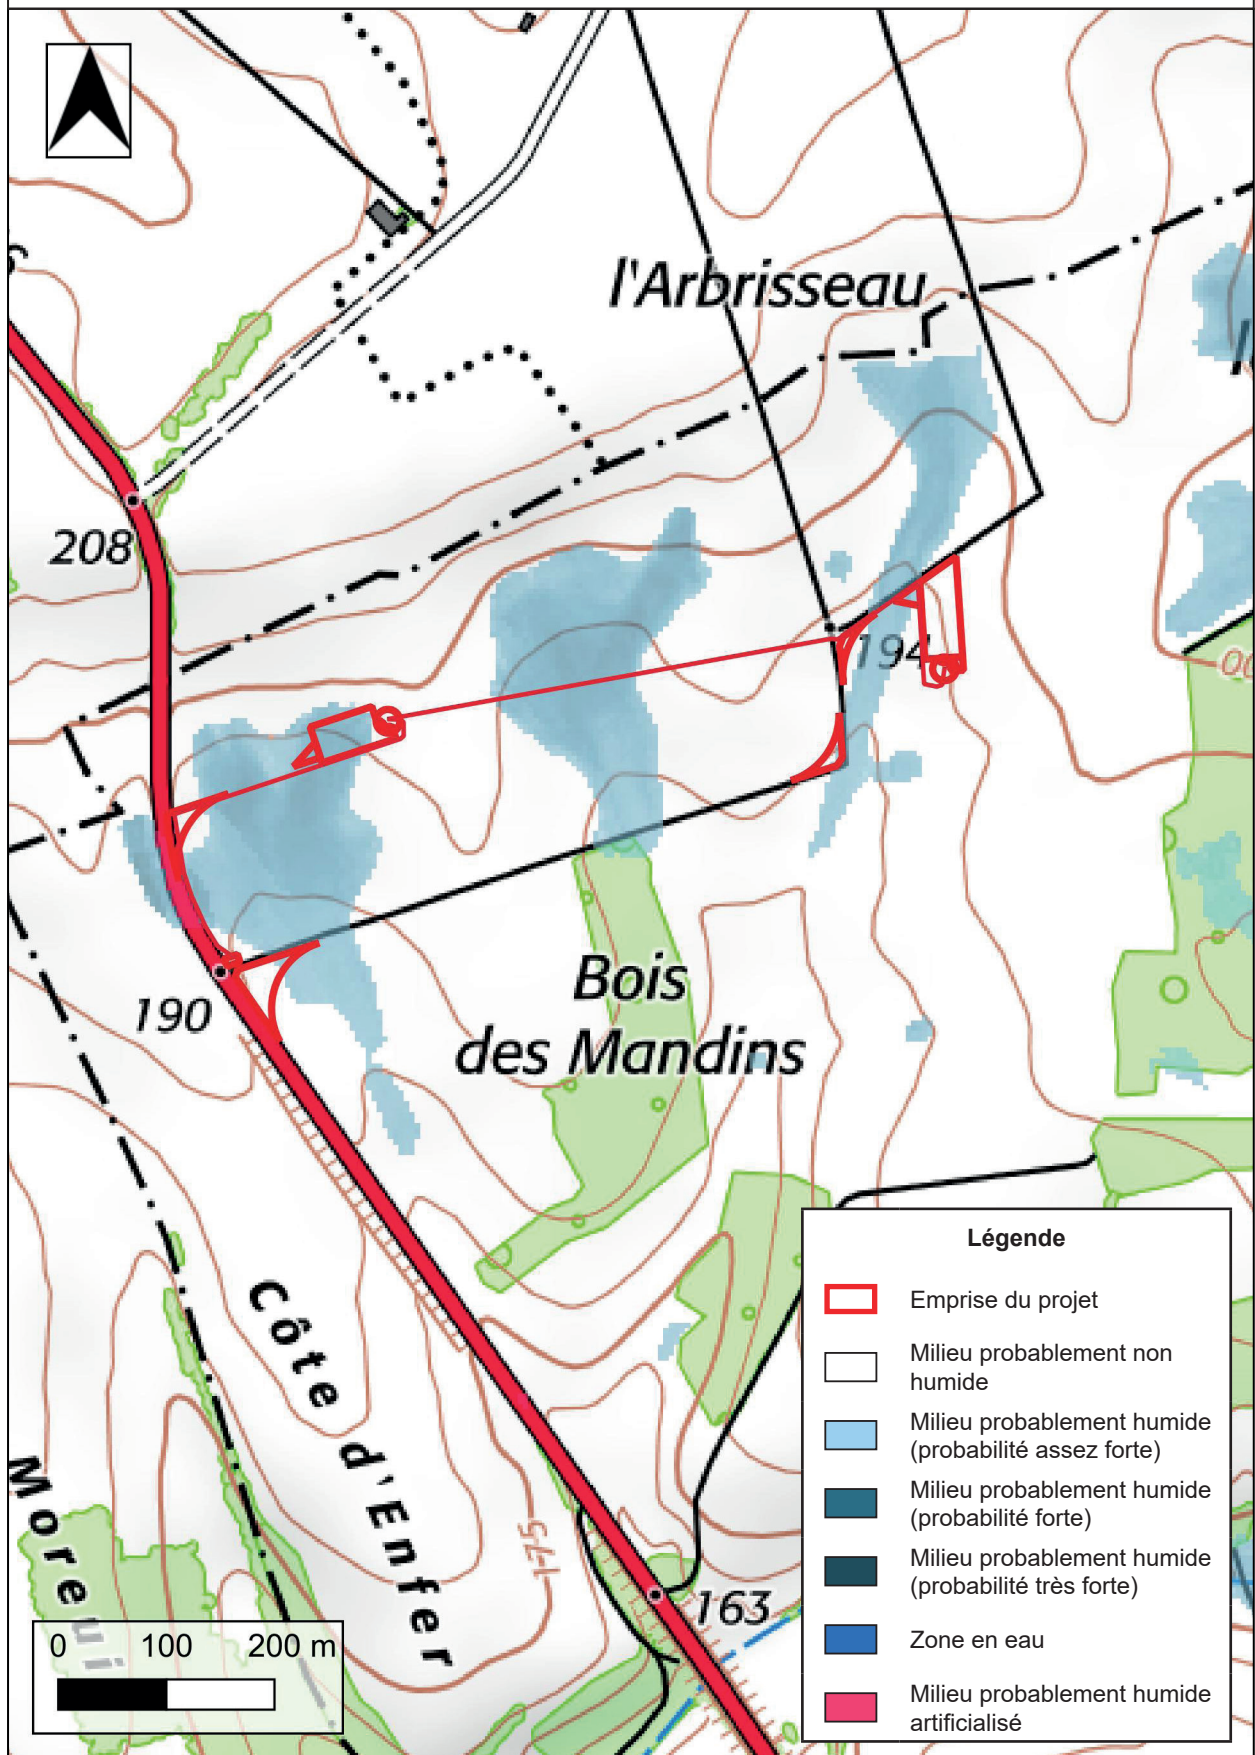 l'Arbrisseau
208
194
190
Bois
des Mandins
Côte d'Enfer
Moreui
175
163
0 100 200 m
Légende
Emprise du projet
Milieu probablement non
humide
Milieu probablement humide
(probabilité assez forte)
Milieu probablement humide
(probabilité forte)
Milieu probablement humide
(probabilité très forte)
Zone en eau
Milieu probablement humide
artificialisé